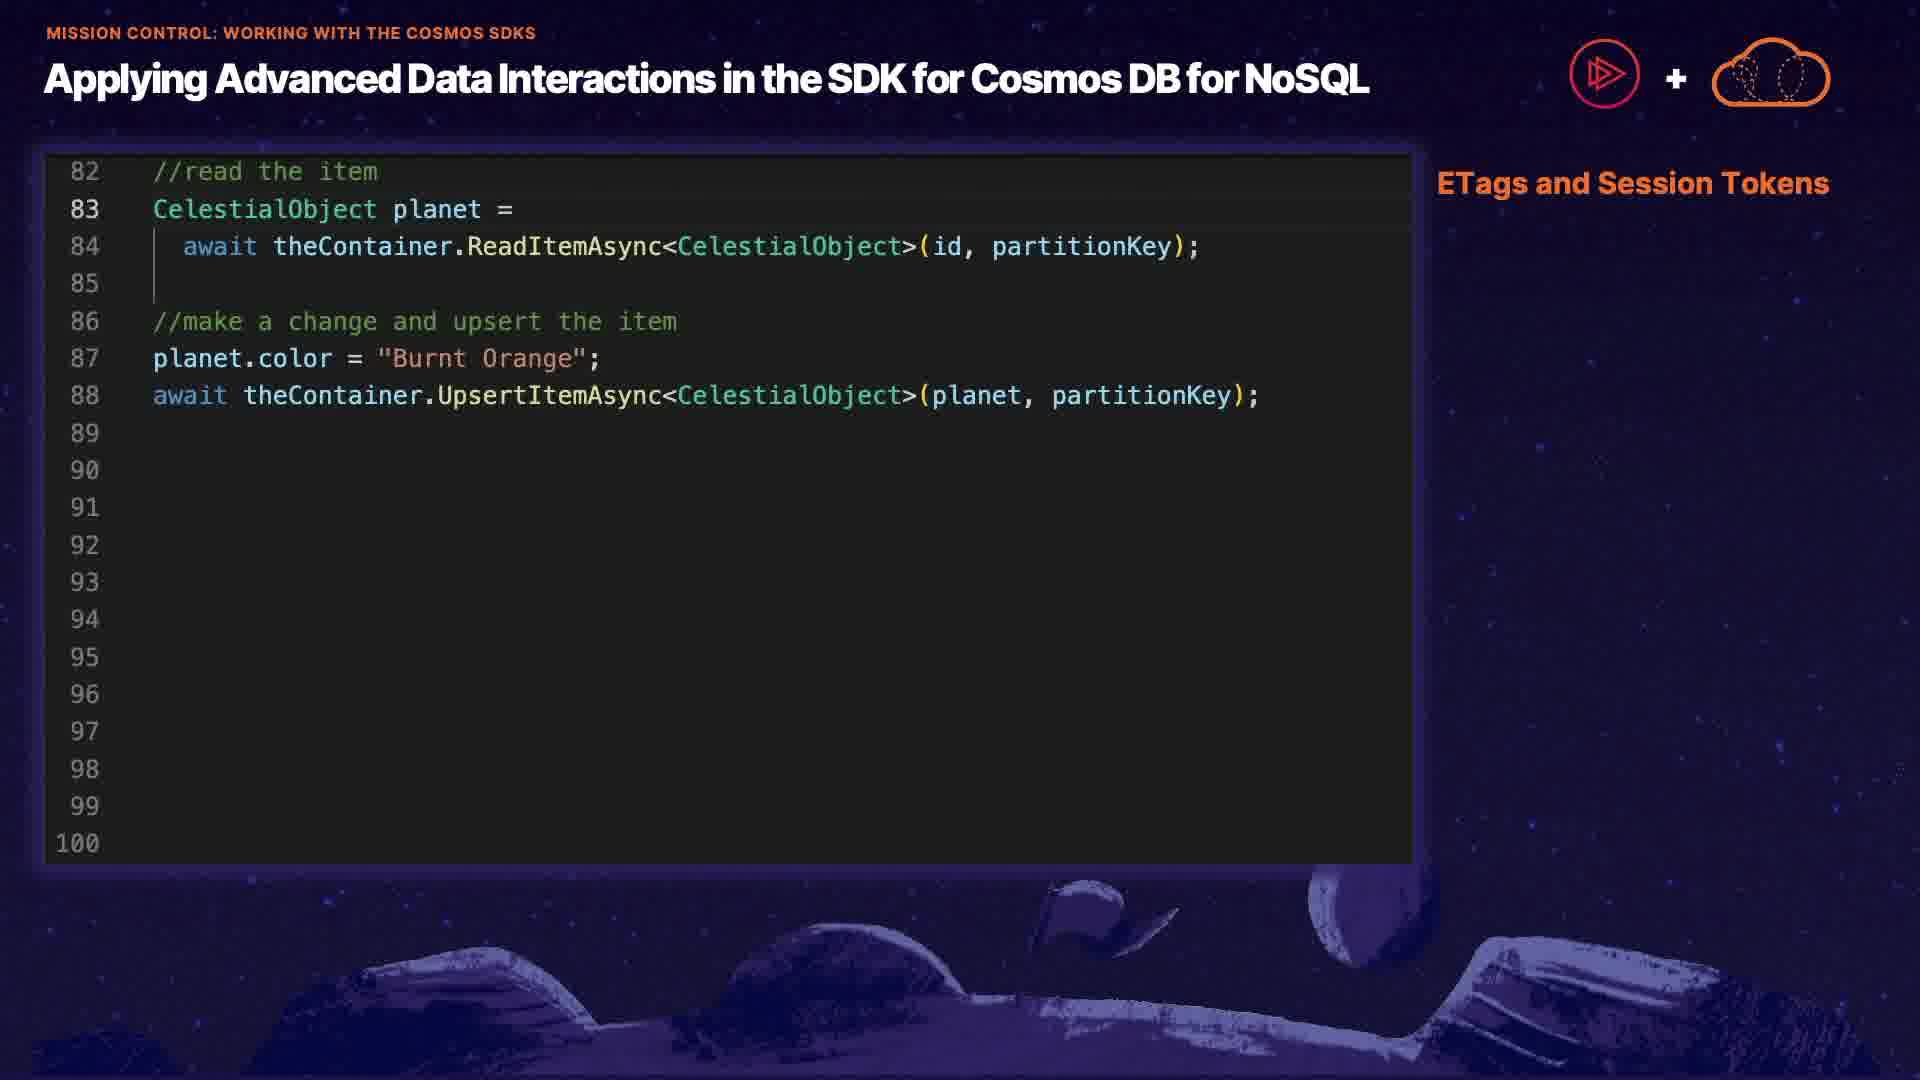 MISSION CONTROL: WORKING WITH THE COSMOS SDKS
Applying Advanced Data Interactions in the SDK for Cosmos DB for NoSQL
+
ETags and Session Tokens
82 //read the item
83 CelestialObject planet =
84 await theContainer.ReadItemAsync<CelestialObject>(id, partitionKey);
85
86 //make a change and upsert the item
87 planet.color = "Burnt Orange";
88 await theContainer.UpsertItemAsync<CelestialObject>(planet, partitionKey);
89
90
91
92
93
94
95
96
97
98
99
100